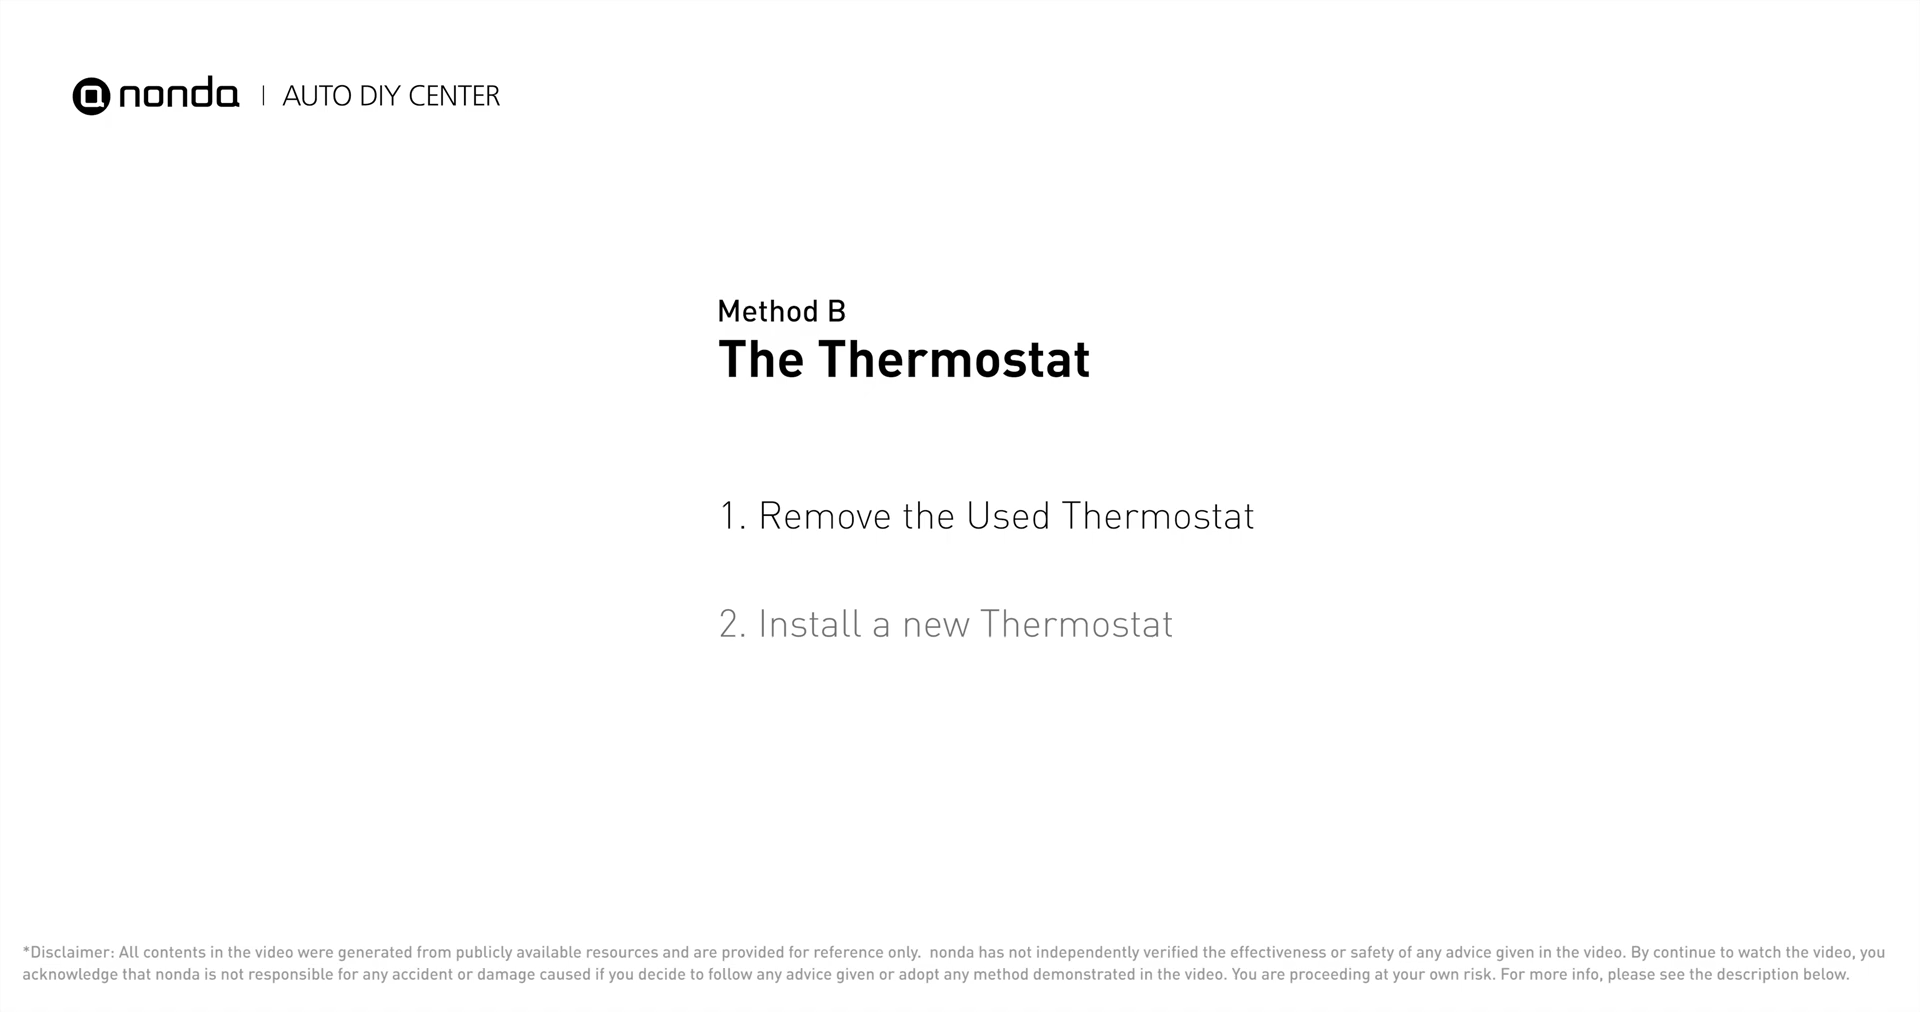 nonda | AUTO DIY CENTER
Method B
The Thermostat
1. Remove the Used Thermostat
2. Install a new Thermostat
*Disclaimer: All contents in the video were generated from publicly available resources and are provided for reference only.  nonda has not independently verified the effectiveness or safety of any advice given in the video. By continue to watch the video, you
acknowledge that nonda is not responsible for any accident or damage caused if you decide to follow any advice given or adopt any method demonstrated in the video. You are proceeding at your own risk. For more info, please see the description below.